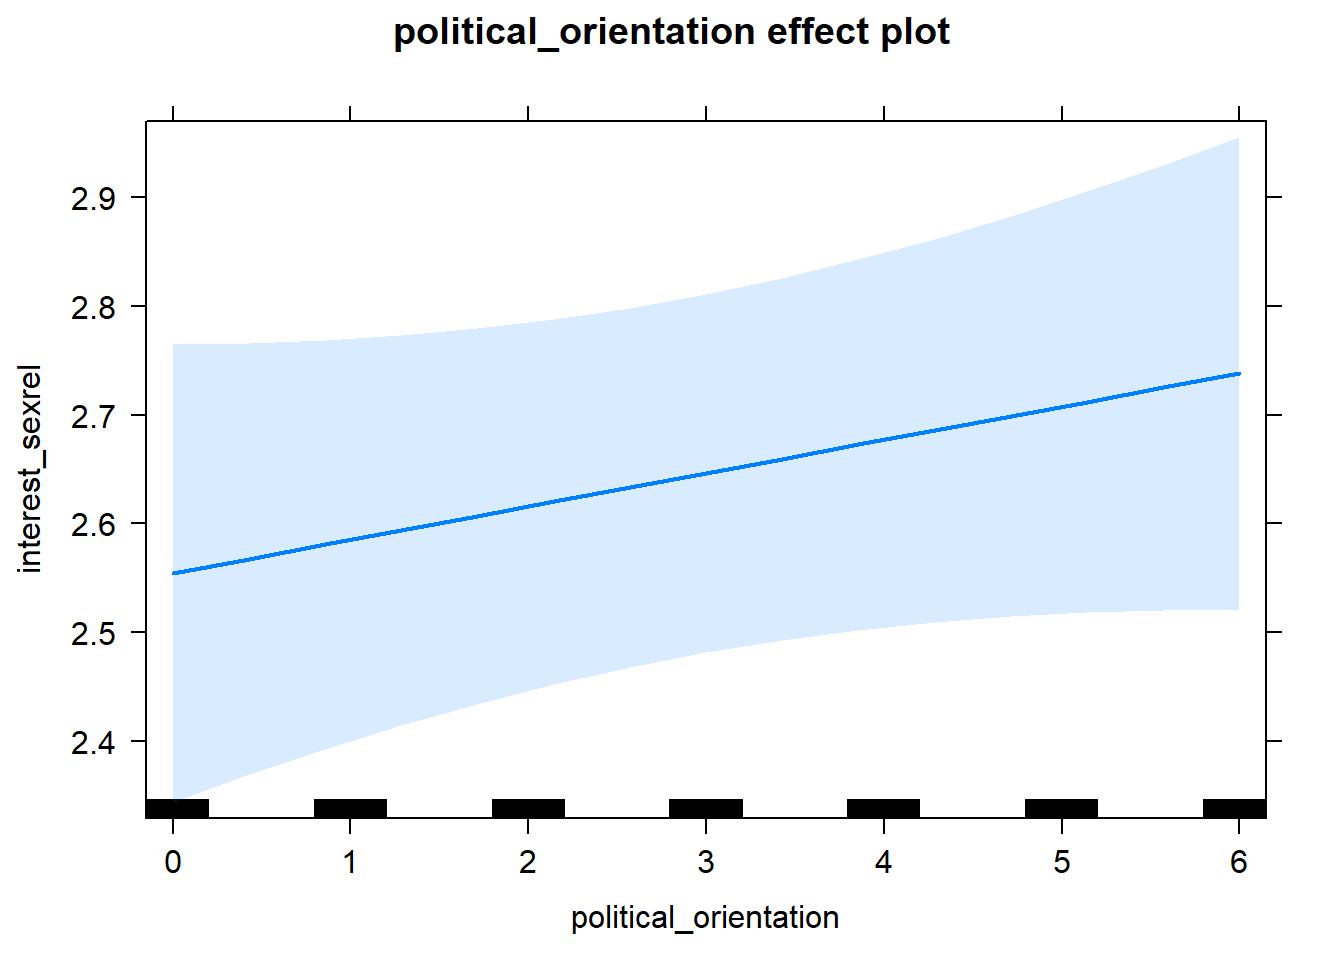 political_orientation effect plot
2.9
2.8
2.7
2.6
2.5
2.4
interest_sexrel
0 1 2 3 4 5 6
political_orientation